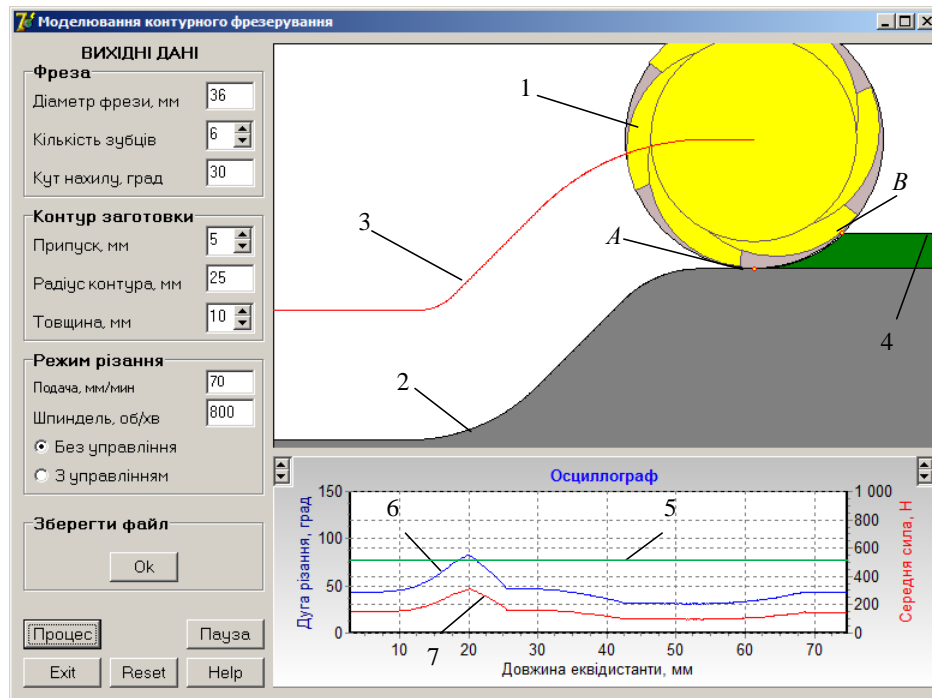 Моделювання контурного фрезерування
ВИХІДНІ ДАНІ
Фреза
Діаметр фрези, мм 36
Кількість зубців 6
Кут нахилу, град 30
Контур заготовки
Припуск, мм 5
Радіус контура, мм 25
Товщина, мм 10
Режим різання
Подача, мм/мин 70
Шпиндель, об/хв 800
Без управління
З управлінням
Зберегти файл
Ok
Процес Пауза
Exit Reset Help
1
B
A
3
4
2
Осциллограф
150 1 000
6 5
100 800
600
50 400
200
0 0
7
10 20 30 40 50 60 70
Дуга різання, град
Середня сила, Н
Довжина еквідистанти, мм